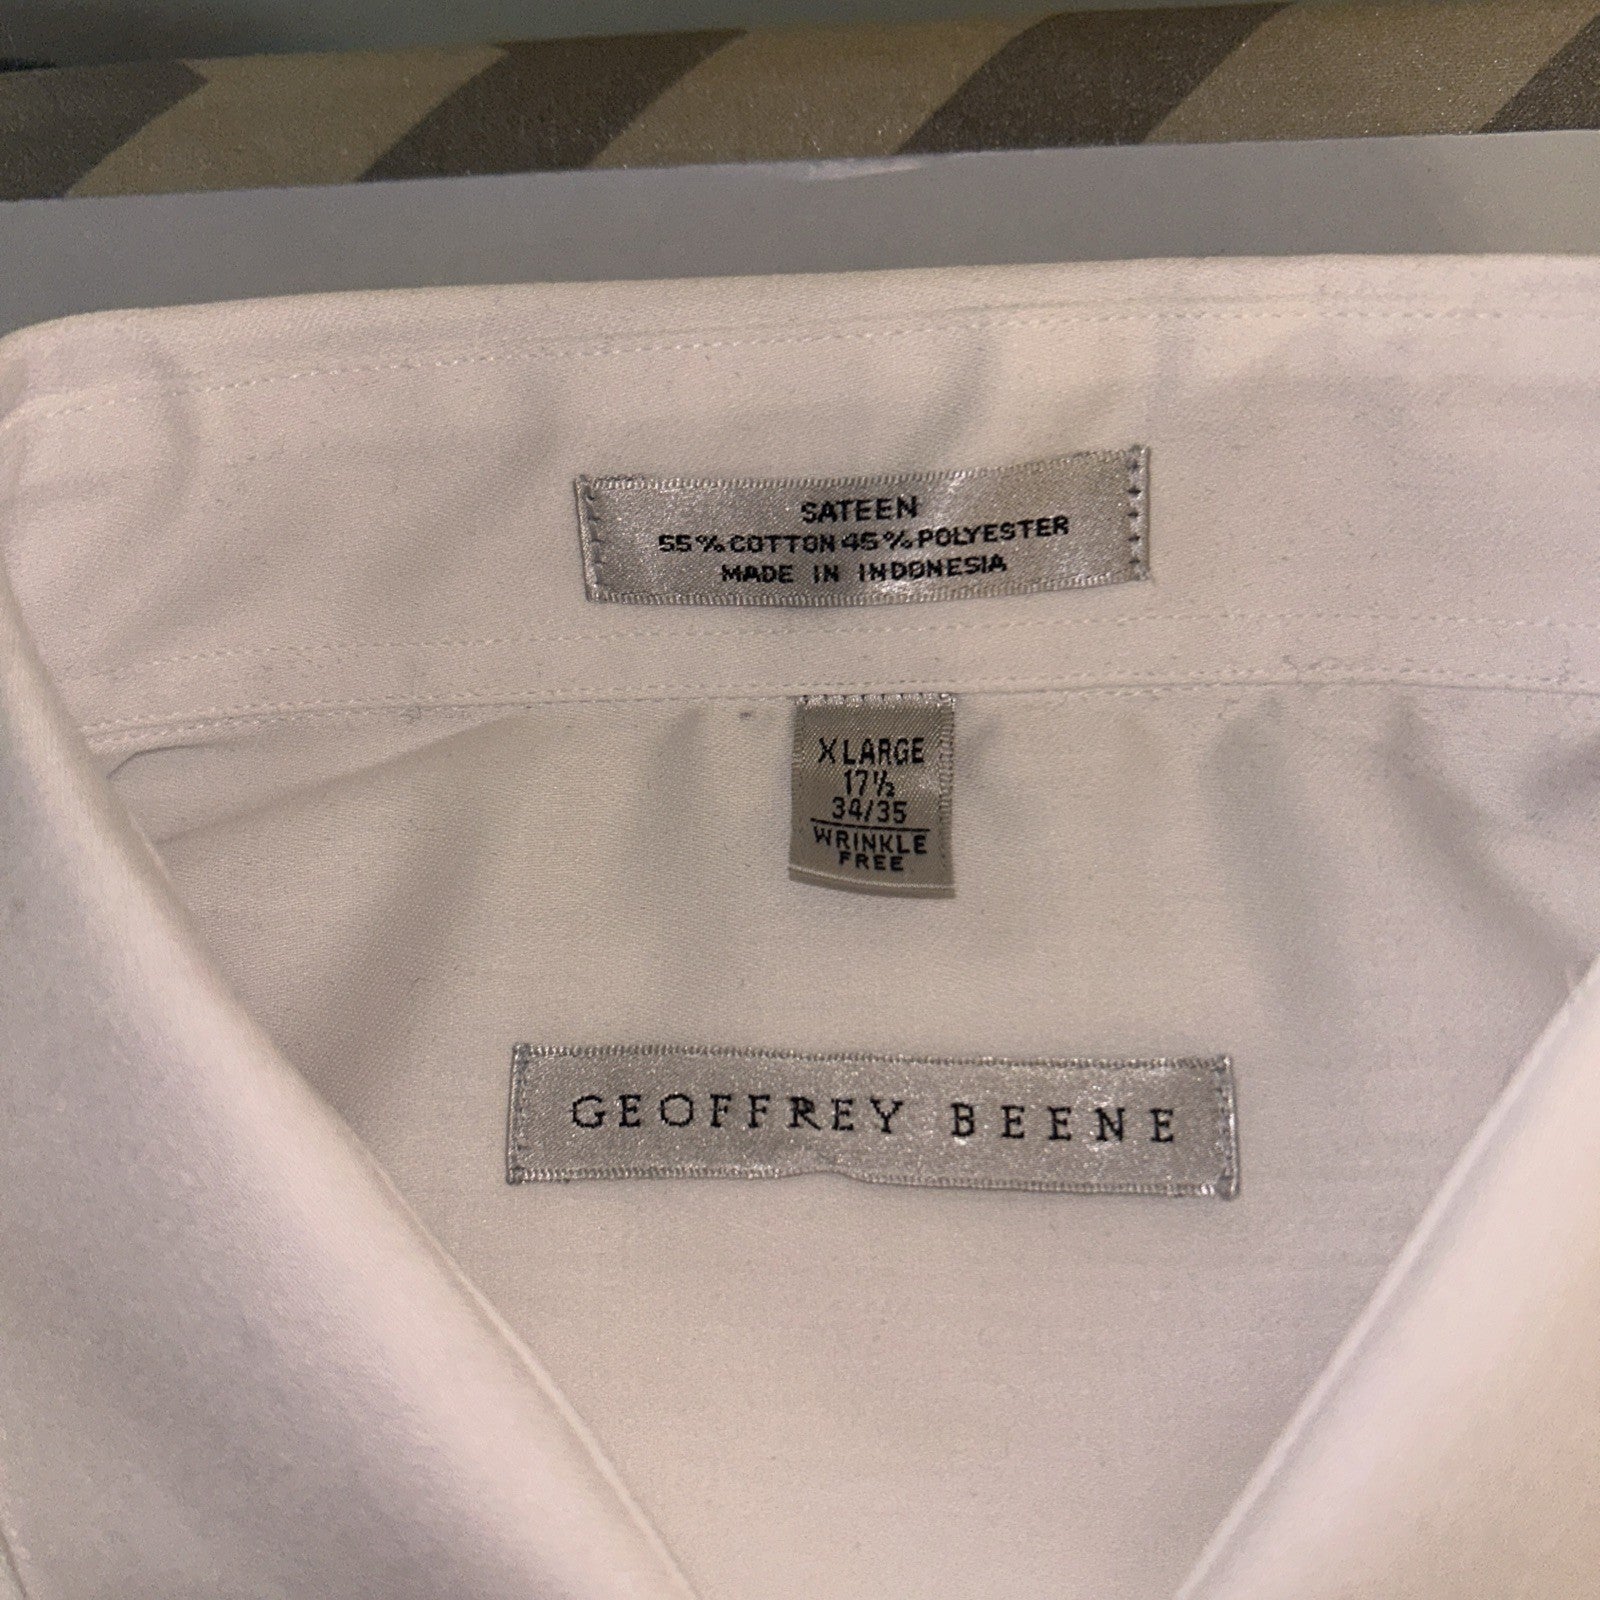 SATEEN
55% COTTON 45% POLYESTER
MADE IN INDONESIA
X LARGE
17½
34/35
WRINKLE
FREE
GEOFFREY BEENE